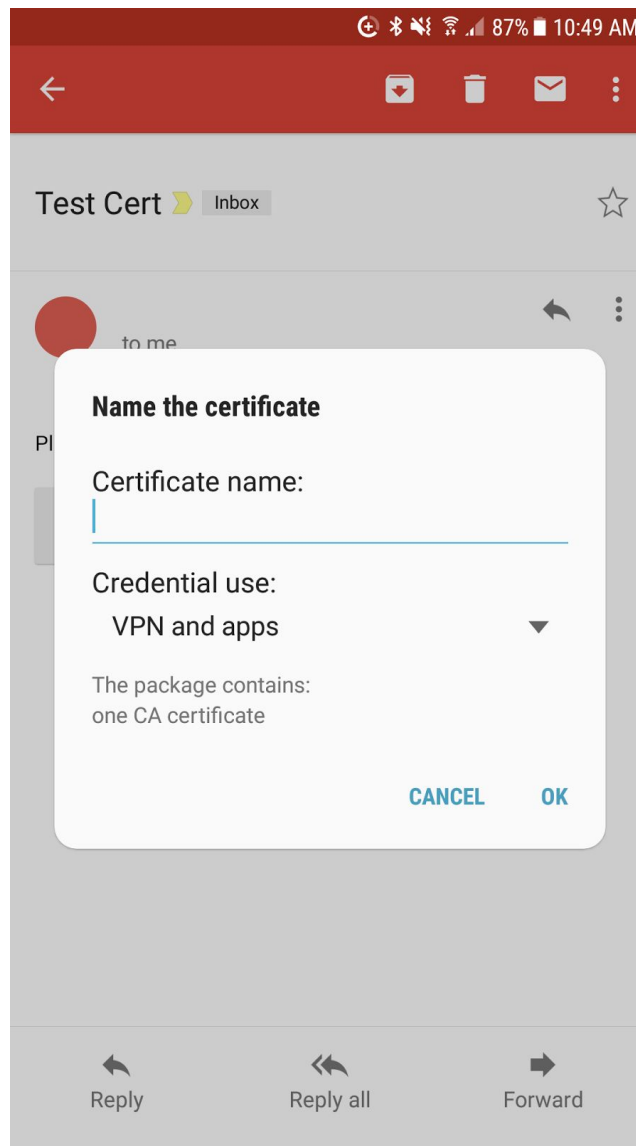 87% 10:49 AM
Test Cert Inbox
to me
Pl
Name the certificate
Certificate name:
Credential use:
VPN and apps
The package contains:
one CA certificate
CANCEL OK
Reply Reply all Forward